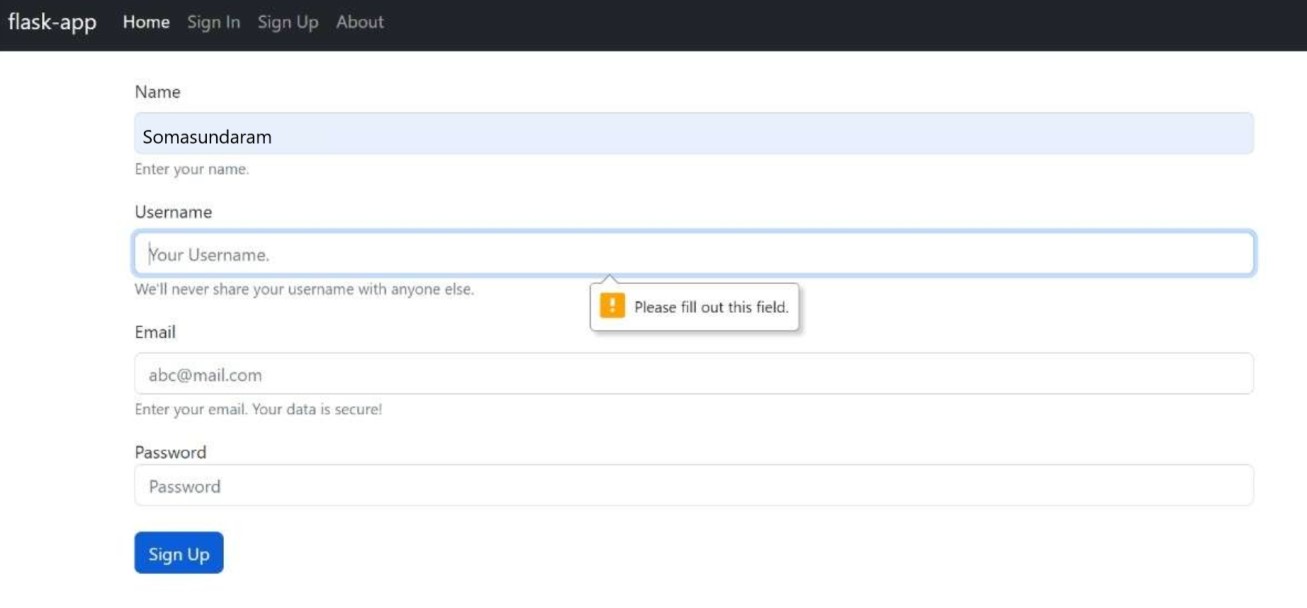 flask-app Home Sign In Sign Up About
Name
Somasundaram
Enter your name.
Username
Your Username.
We'll never share your username with anyone else.
Please fill out this field.
Email
abc@mail.com
Enter your email. Your data is secure!
Password
Password
Sign Up